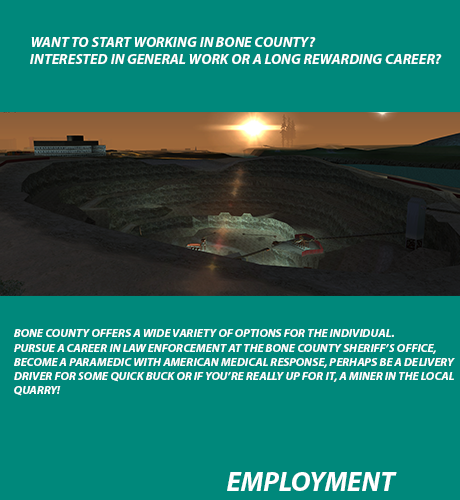 WANT TO START WORKING IN BONE COUNTY?
INTERESTED IN GENERAL WORK OR A LONG REWARDING CAREER?
BONE COUNTY OFFERS A WIDE VARIETY OF OPTIONS FOR THE INDIVIDUAL.
PURSUE A CAREER IN LAW ENFORCEMENT AT THE BONE COUNTY SHERIFF'S OFFICE,
BECOME A PARAMEDIC WITH AMERICAN MEDICAL RESPONSE, PERHAPS BE A DELIVERY
DRIVER FOR SOME QUICK BUCK OR IF YOU'RE REALLY UP FOR IT, A MINER IN THE LOCAL
QUARRY!
EMPLOYMENT